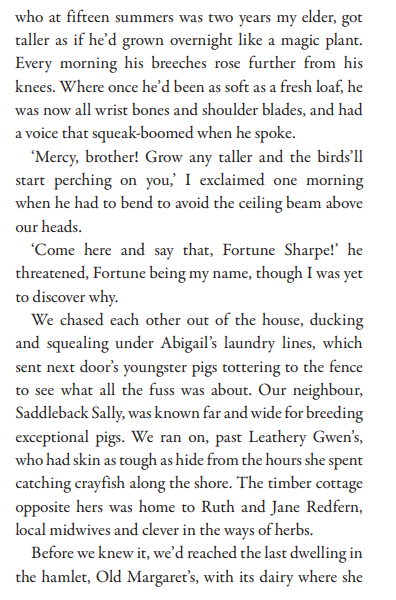 who at fifteen summers was two years my elder, got
taller as if he’d grown overnight like a magic plant.
Every morning his breeches rose further from his
knees. Where once he’d been as soft as a fresh loaf, he
was now all wrist bones and shoulder blades, and had
a voice that squeak-boomed when he spoke.
‘Mercy, brother! Grow any taller and the birds’ll
start perching on you,’ I exclaimed one morning
when he had to bend to avoid the ceiling beam above
our heads.
‘Come here and say that, Fortune Sharpe!’ he
threatened, Fortune being my name, though I was yet
to discover why.
We chased each other out of the house, ducking
and squealing under Abigail’s laundry lines, which
sent next door’s youngster pigs tottering to the fence
to see what all the fuss was about. Our neighbour,
Saddleback Sally, was known far and wide for breeding
exceptional pigs. We ran on, past Leathery Gwen’s,
who had skin as tough as hide from the hours she spent
catching crayfish along the shore. The timber cottage
opposite hers was home to Ruth and Jane Redfern,
local midwives and clever in the ways of herbs.
Before we knew it, we’d reached the last dwelling in
the hamlet, Old Margaret’s, with its dairy where she